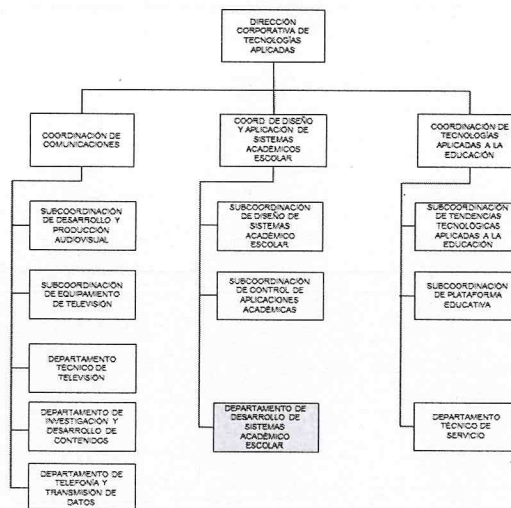 DIRECCIÓN
CORPORATIVA DE
TECNOLOGÍAS
APLICADAS
COORDINACIÓN DE
COMUNICACIONES
COORD DE DISEÑO
Y APLICACIÓN DE
SISTEMAS
ACADÉMICOS
ESCOLAR
COORDINACIÓN DE
TECNOLOGÍAS
APLICADAS A LA
EDUCACIÓN
SUBCOORDINACIÓN
DE DESARROLLO Y
PRODUCCIÓN
AUDIOVISUAL
SUBCOORDINACIÓN
DE DISEÑO DE
SISTEMAS
ACADÉMICO
ESCOLAR
SUBCOORDINACIÓN
DE TENDENCIAS
TECNOLÓGICAS
APLICADAS A LA
EDUCACIÓN
SUBCOORDINACIÓN
DE EQUIPAMIENTO
DE TELEVISIÓN
SUBCOORDINACIÓN
DE CONTROL DE
APLICACIONES
ACADÉMICAS
SUBCOORDINACIÓN
DE PLATAFORMA
EDUCATIVA
DEPARTAMENTO
TÉCNICO DE
TELEVISIÓN
DEPARTAMENTO DE
INVESTIGACIÓN Y
DESARROLLO DE
CONTENIDOS
DEPARTAMENTO DE
DESARROLLO DE
SISTEMAS
ACADÉMICO
ESCOLAR
DEPARTAMENTO
TÉCNICO DE
SERVICIO
DEPARTAMENTO DE
TELEFONÍA Y
TRANSMISIÓN DE
DATOS